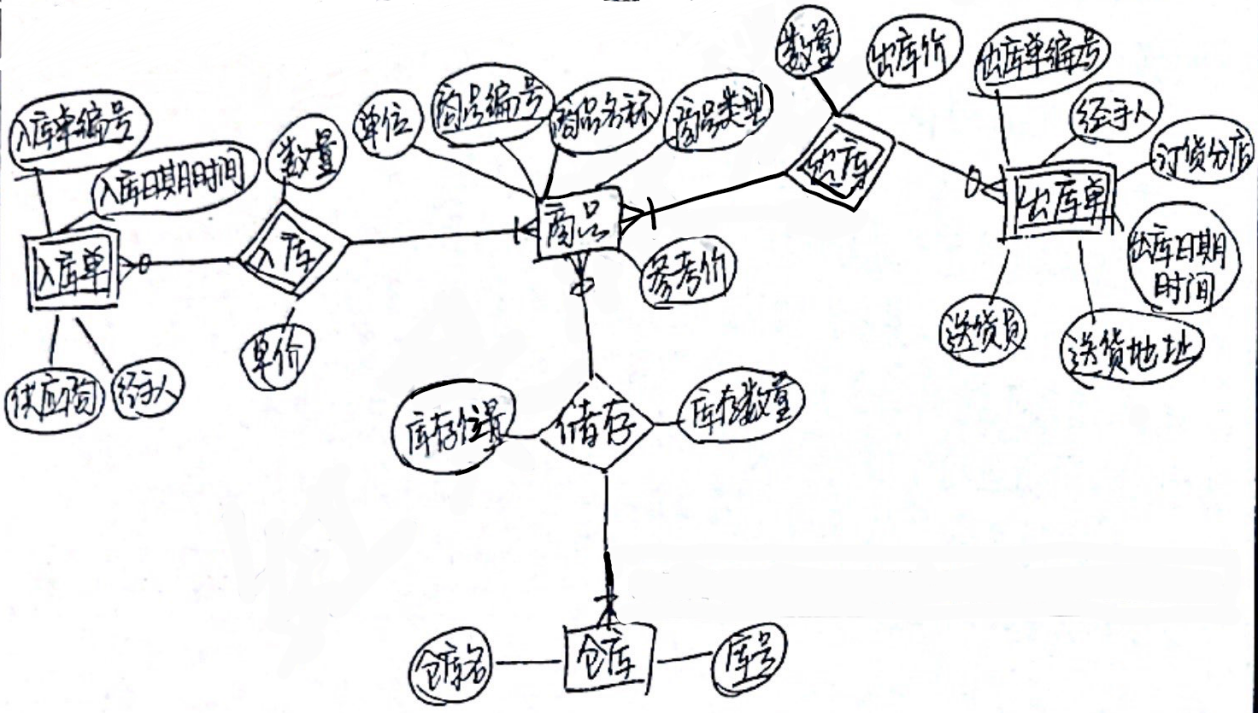 数量
出库价
出库单编号
单位
商品编号
商品名称
商品类型
经手人
订货分店
入库单编号
入库日期时间
数量
出库
入库单
入库
商品
出库单
参考价
出库日期
时间
单价
送货员
送货地址
供应商
经手人
库存位置
储存
库存数量
仓库名
仓库
库号